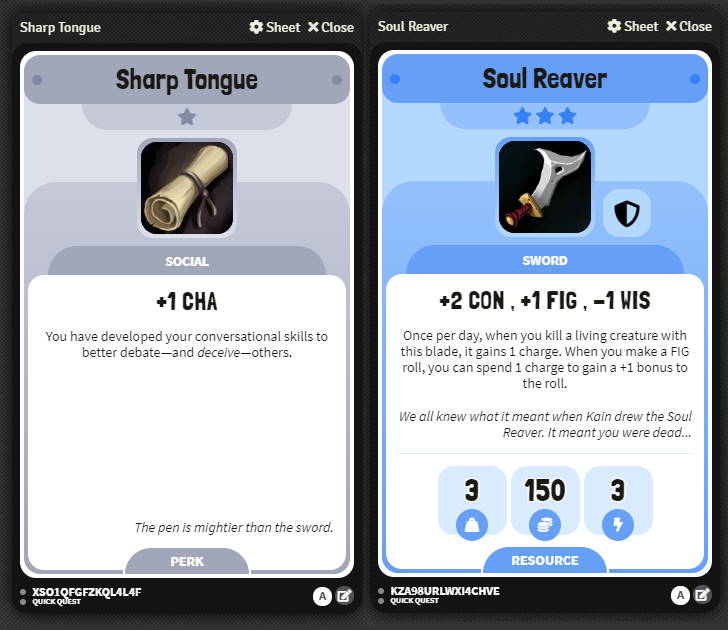 Sharp Tongue
Sheet Close
Sharp Tongue
SOCIAL
+1 CHA
You have developed your conversational skills to
better debate—and deceive—others.
The pen is mightier than the sword.
PERK
XSO1QFGFZKQL4L4F
QUICK QUEST
A
Soul Reaver
Sheet Close
Soul Reaver
SWORD
+2 CON , +1 FIG , -1 WIS
Once per day, when you kill a living creature with
this blade, it gains 1 charge. When you make a FIG
roll, you can spend 1 charge to gain a +1 bonus to
the roll.
We all knew what it meant when Kain drew the Soul
Reaver. It meant you were dead...
3 150 3
RESOURCE
KZA98URLWXI4CHVE
QUICK QUEST
A